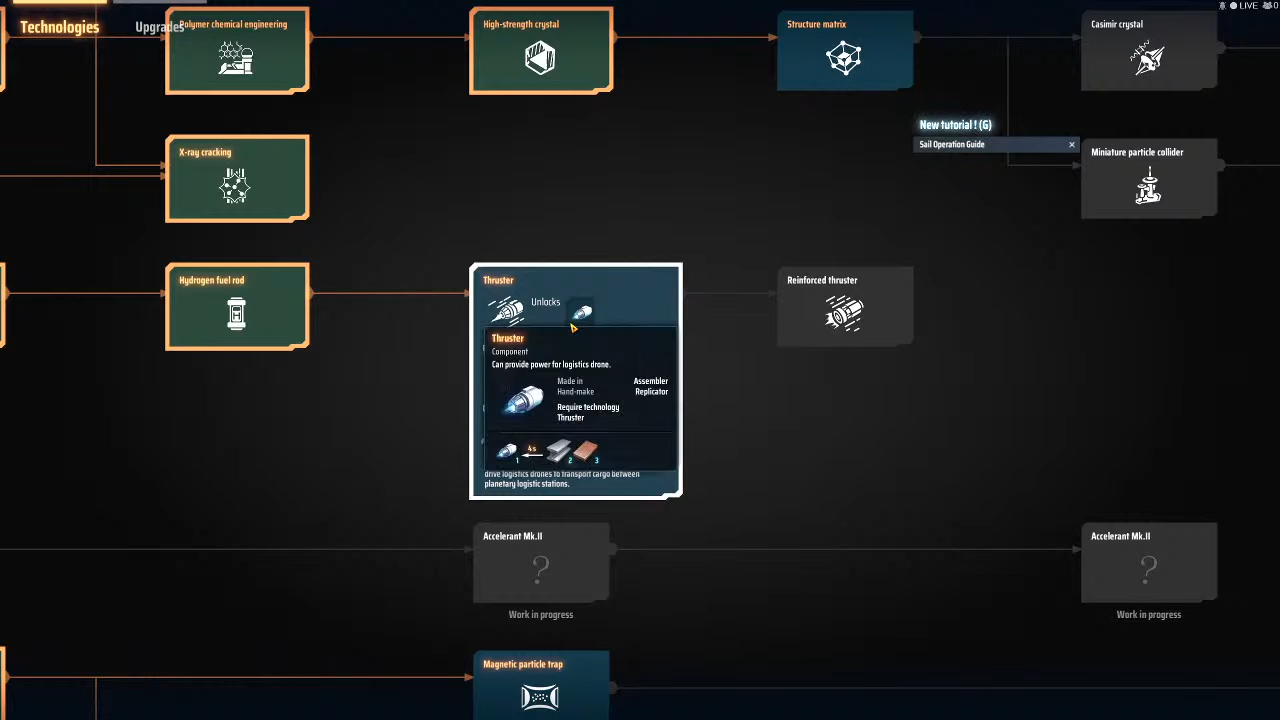 LIVE 0
Technologies
Upgrades
Polymer chemical engineering
High-strength crystal
Structure matrix
Casimir crystal
New tutorial ! (G)
Sail Operation Guide
X-ray cracking
Miniature particle collider
Hydrogen fuel rod
Thruster
Unlocks
Reinforced thruster
Thruster
Component
Can provide power for logistics drone.
Made in Assembler
Hand-make Replicator
Require technology
Thruster
4s
1 2 3
drive logistics drones to transport cargo between
planetary logistic stations.
Accelerant Mk.II
?
Work in progress
Accelerant Mk.II
?
Work in progress
Magnetic particle trap